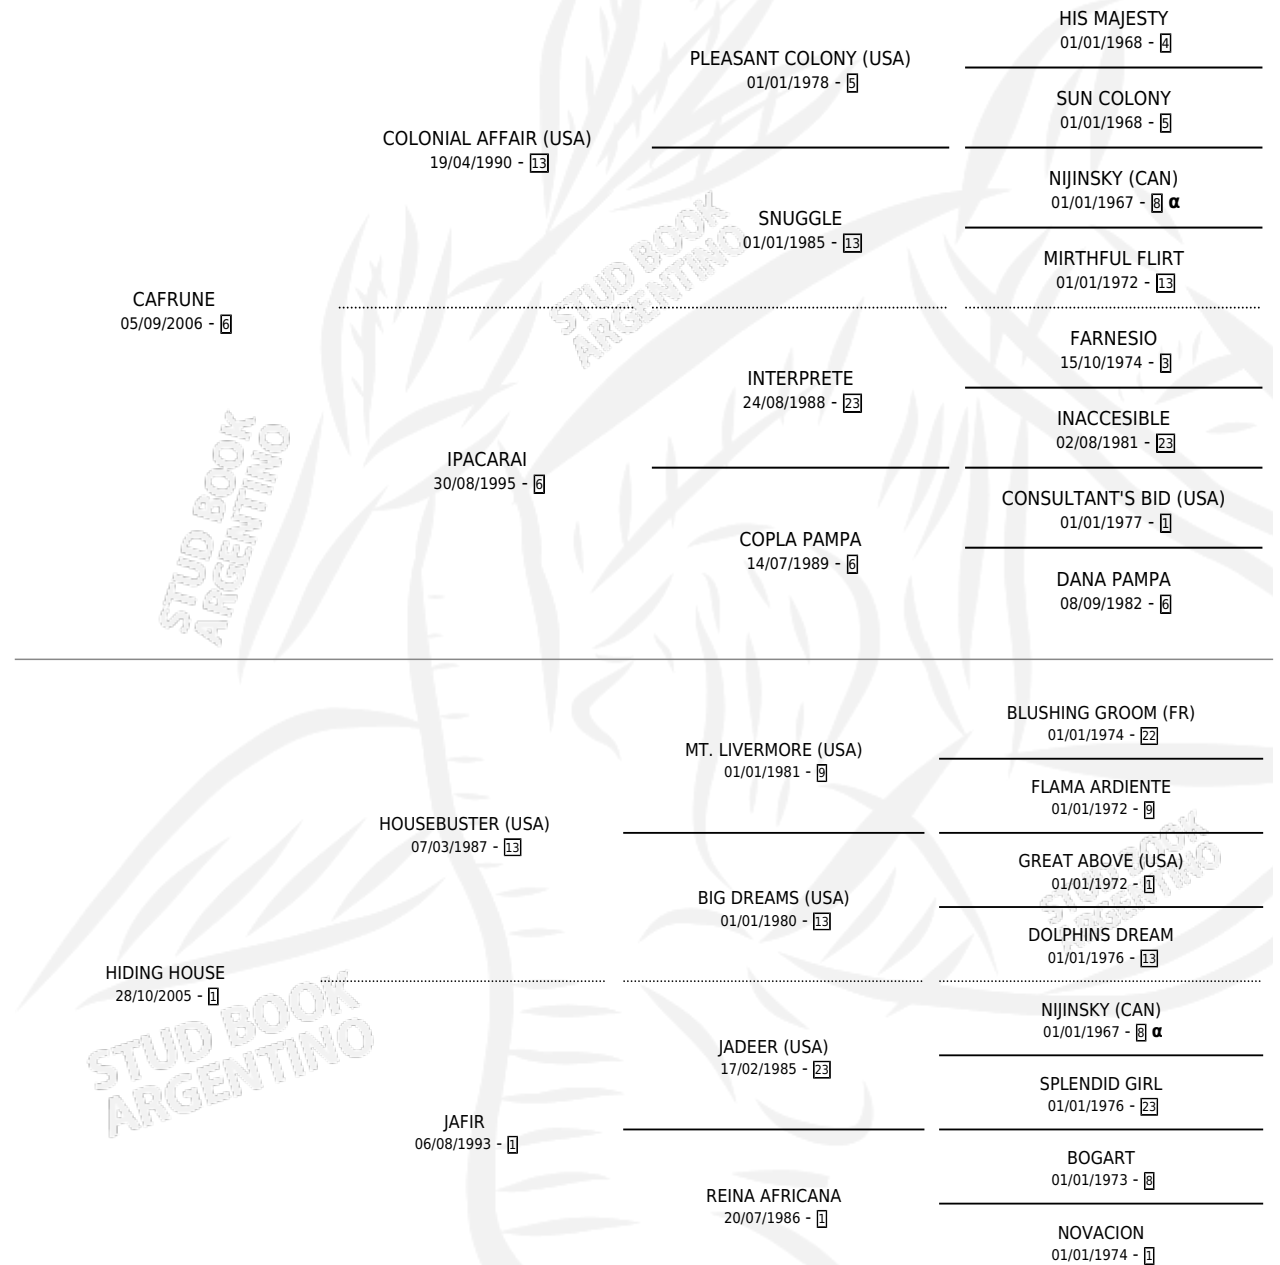 HIS MAJESTY
01/01/1968 - 4
PLEASANT COLONY (USA)
01/01/1978 - 5
SUN COLONY
01/01/1968 - 5
COLONIAL AFFAIR (USA)
19/04/1990 - 13
NIJINSKY (CAN)
01/01/1967 - 8 α
SNUGGLE
01/01/1985 - 13
MIRTHFUL FLIRT
01/01/1972 - 13
CAFRUNE
05/09/2006 - 6
STUD BOOK
ARGENTINO
FARNESIO
15/10/1974 - 3
INTERPRETE
24/08/1988 - 23
INACCESIBLE
02/08/1981 - 23
IPACARAI
30/08/1995 - 6
CONSULTANT'S BID (USA)
01/01/1977 - 1
COPLA PAMPA
14/07/1989 - 6
DANA PAMPA
08/09/1982 - 6
STUD BOOK
ARGENTINO
BLUSHING GROOM (FR)
01/01/1974 - 22
MT. LIVERMORE (USA)
01/01/1981 - 9
FLAMA ARDIENTE
01/01/1972 - 9
HOUSEBUSTER (USA)
07/03/1987 - 13
GREAT ABOVE (USA)
01/01/1972 - 1
STUD BOOK
ARGENTINO
BIG DREAMS (USA)
01/01/1980 - 13
DOLPHINS DREAM
01/01/1976 - 13
HIDING HOUSE
28/10/2005 - 1
STUD BOOK
ARGENTINO
NIJINSKY (CAN)
01/01/1967 - 8 α
JADEER (USA)
17/02/1985 - 23
SPLENDID GIRL
01/01/1976 - 23
JAFIR
06/08/1993 - 1
BOGART
01/01/1973 - 8
REINA AFRICANA
20/07/1986 - 1
NOVACION
01/01/1974 - 1